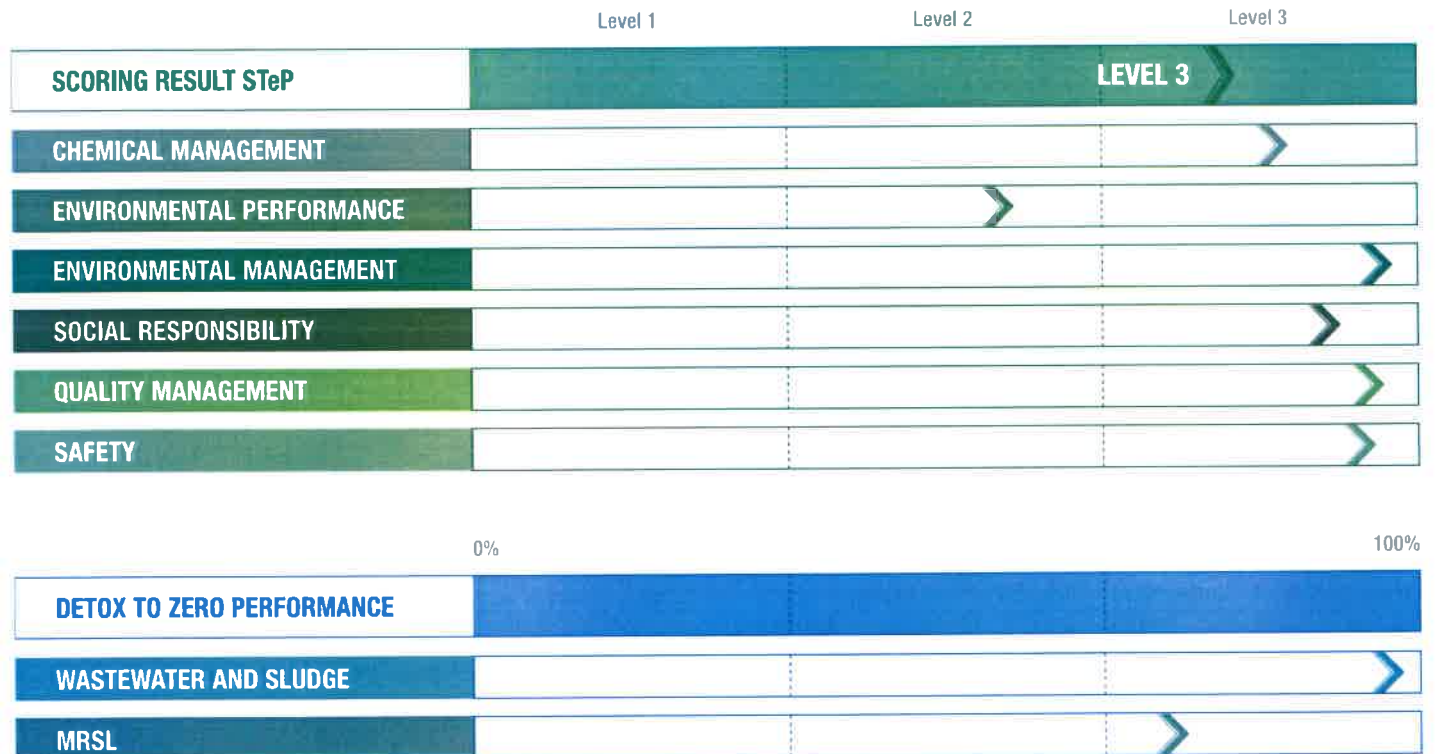 Level 1 Level 2 Level 3
SCORING RESULT STeP LEVEL 3
CHEMICAL MANAGEMENT
ENVIRONMENTAL PERFORMANCE
ENVIRONMENTAL MANAGEMENT
SOCIAL RESPONSIBILITY
QUALITY MANAGEMENT
SAFETY
0% 100%
DETOX TO ZERO PERFORMANCE
WASTEWATER AND SLUDGE
MRSL